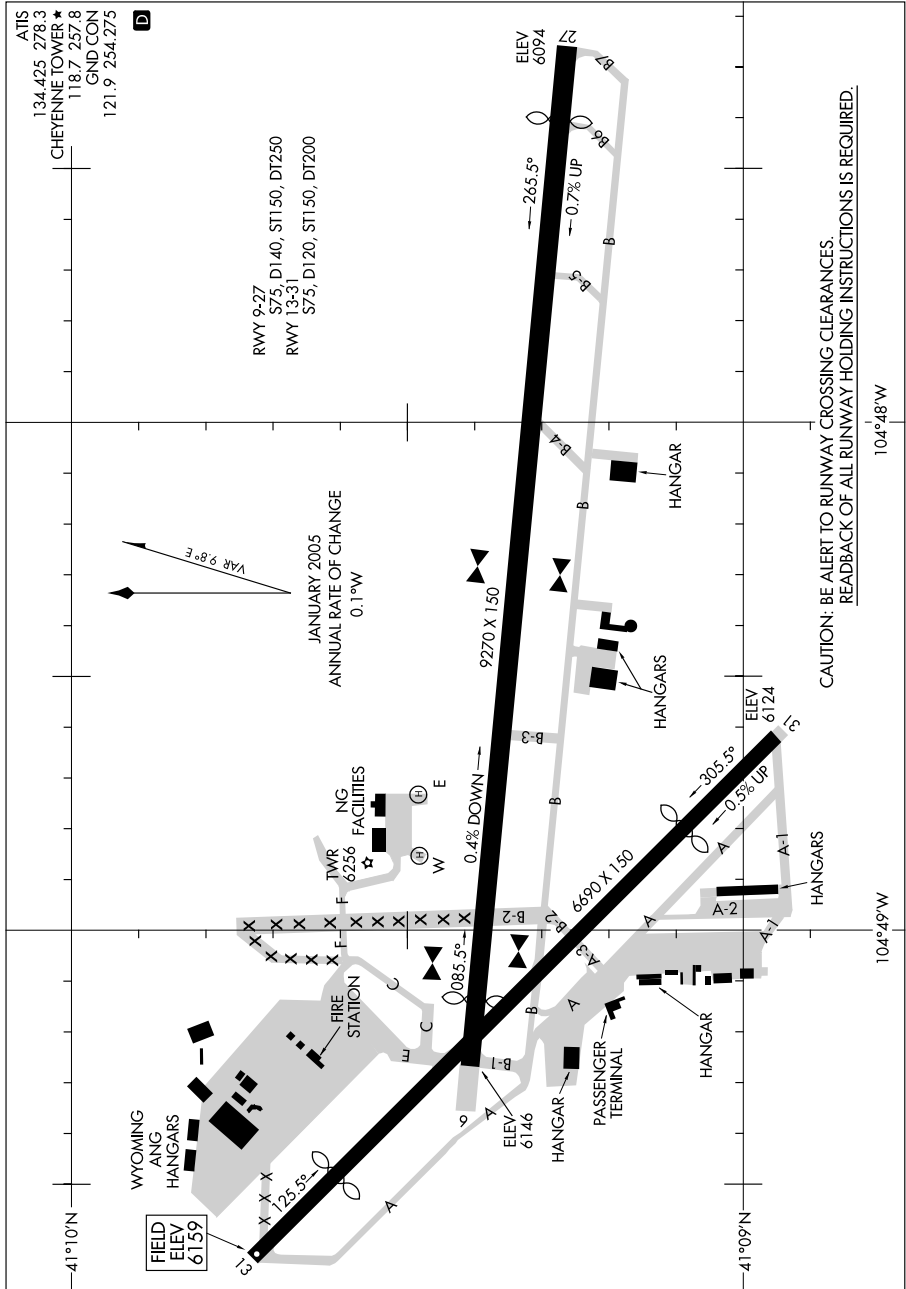 ATIS
134.425 278.3
CHEYENNE TOWER★
118.7 257.8
GND CON
121.9 254.275
D
RWY 9-27
S75, D140, ST150, DT250
RWY 13-31
S75, D120, ST150, DT200
VAR 9.8°E
JANUARY 2005
ANNUAL RATE OF CHANGE
0.1°W
41°10'N
41°09'N
104°49'W
104°48'W
WYOMING
ANG
HANGARS
FIELD
ELEV
6159
13
125.5°
X X X
A
FIRE
STATION
X X X X
X X X X X X X X X
F
F
C
C
E
TWR
6256
NG
FACILITIES
H
W
H
E
9
ELEV
6146
085.5°
0.4% DOWN
9270 X 150
265.5°
0.7% UP
ELEV
6094
27
B7
B6
B-5
B
B-4
B
B-3
B
B-2
B-2
B
B-1
A
A
A-3
A
A
A-2
A-1
A-1
6690 X 150
305.5°
0.5% UP
ELEV
6124
31
HANGAR
PASSENGER
TERMINAL
HANGAR
HANGARS
HANGARS
HANGAR
CAUTION: BE ALERT TO RUNWAY CROSSING CLEARANCES.
READBACK OF ALL RUNWAY HOLDING INSTRUCTIONS IS REQUIRED.